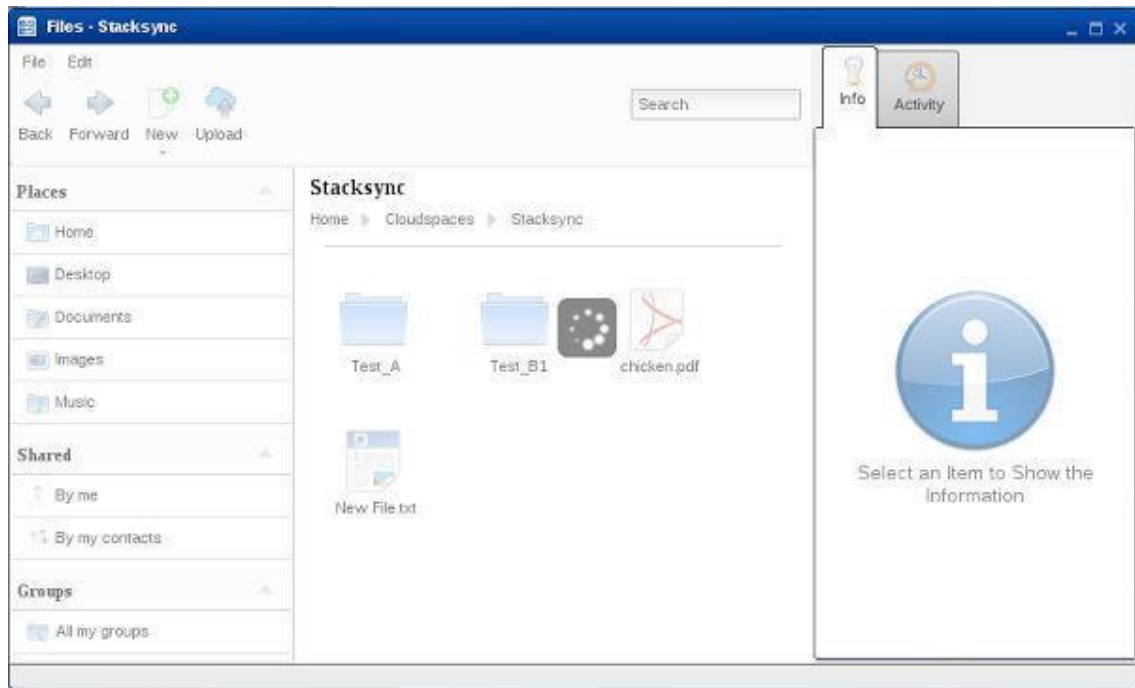 Files - Stacksync
File Edit
Back Forward New Upload
Search
Info
Activity
Places
Home
Desktop
Documents
Images
Music
Shared
By me
By my contacts
Groups
All my groups
Stacksync
Home Cloudspaces Stacksync
Test_A
Test_B1
chicken.pdf
New File.txt
Select an Item to Show the
Information